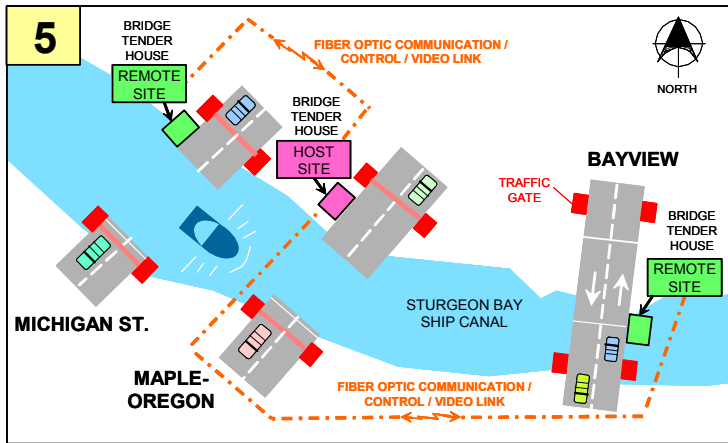 5
BRIDGE
TENDER
HOUSE
REMOTE
SITE
FIBER OPTIC COMMUNICATION /
CONTROL / VIDEO LINK
NORTH
BRIDGE
TENDER
HOUSE
HOST
SITE
BAYVIEW
TRAFFIC
GATE
BRIDGE
TENDER
HOUSE
REMOTE
SITE
MICHIGAN ST.
STURGEON BAY
SHIP CANAL
MAPLE-
OREGON
FIBER OPTIC COMMUNICATION /
CONTROL / VIDEO LINK